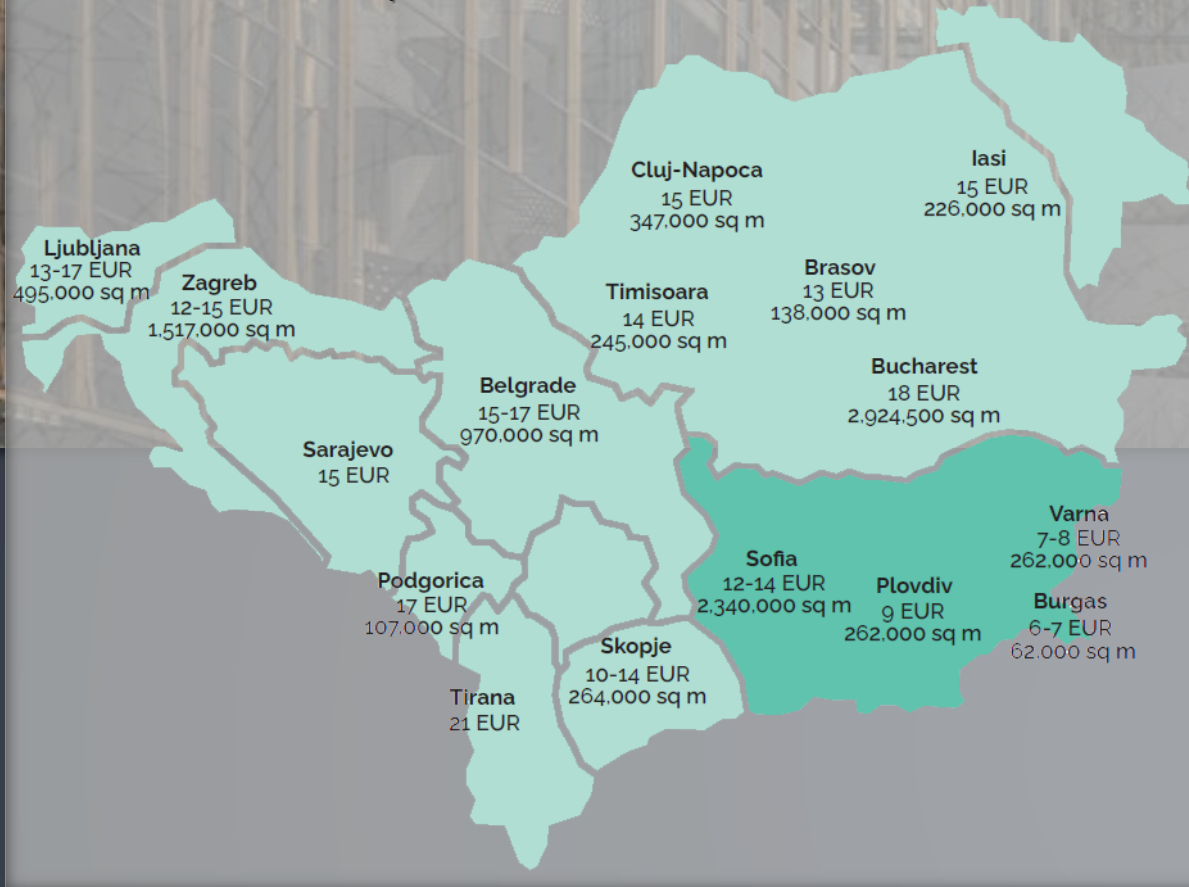 Cluj-Napoca
15 EUR
347,000 sq m
Iasi
15 EUR
226,000 sq m
Ljubljana
13-17 EUR
495,000 sq m
Zagreb
12-15 EUR
1,517,000 sq m
Timisoara
14 EUR
245,000 sq m
Brasov
13 EUR
138,000 sq m
Bucharest
18 EUR
2,924,500 sq m
Belgrade
15-17 EUR
970,000 sq m
Sarajevo
15 EUR
Podgorica
17 EUR
107,000 sq m
Tirana
21 EUR
Skopje
10-14 EUR
264,000 sq m
Sofia
12-14 EUR
2,340,000 sq m
Plovdiv
9 EUR
262,000 sq m
Varna
7-8 EUR
262,000 sq m
Burgas
6-7 EUR
62,000 sq m